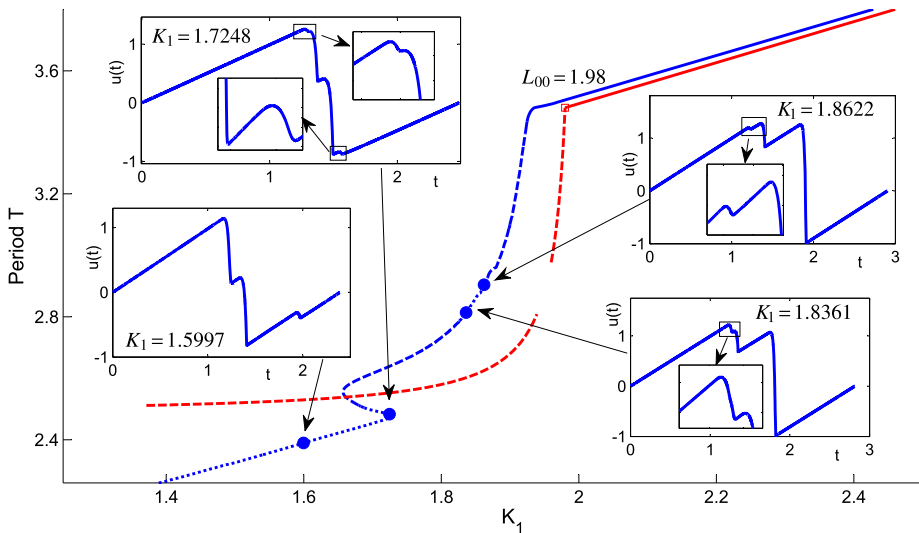 3.6
3.2
2.8
2.4
Period T
1.4
1.6
1.8
2
2.2
2.4
K₁
L₀₀ = 1.98
K₁ = 1.7248
u(t)
1
0
-1
0
1
2
t
K₁ = 1.5997
u(t)
1
0
-1
0
1
2
t
K₁ = 1.8622
u(t)
1
0
-1
0
1
2
3
t
K₁ = 1.8361
u(t)
1
0
-1
0
1
2
3
t